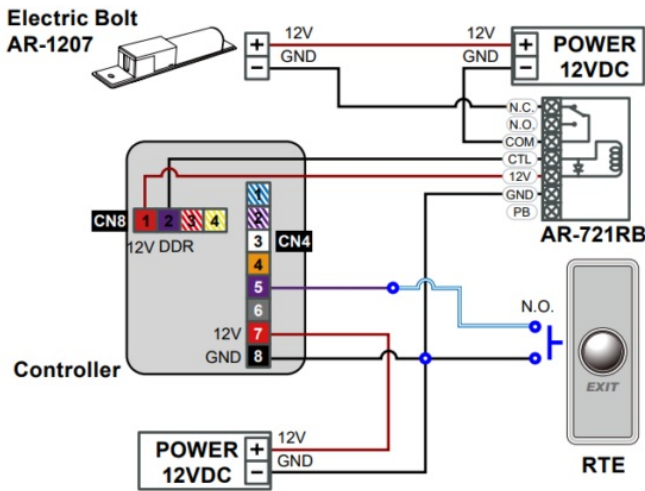 Electric Bolt
AR-1207
+
−
12V
GND
12V
GND
+
−
POWER
12VDC
N.C.
N.O.
COM
CTL
12V
GND
PB
AR-721RB
CN8
1
2
3
4
12V DDR
1
2
3
4
5
6
7
8
CN4
12V
GND
Controller
N.O.
EXIT
RTE
POWER
12VDC
+
−
12V
GND